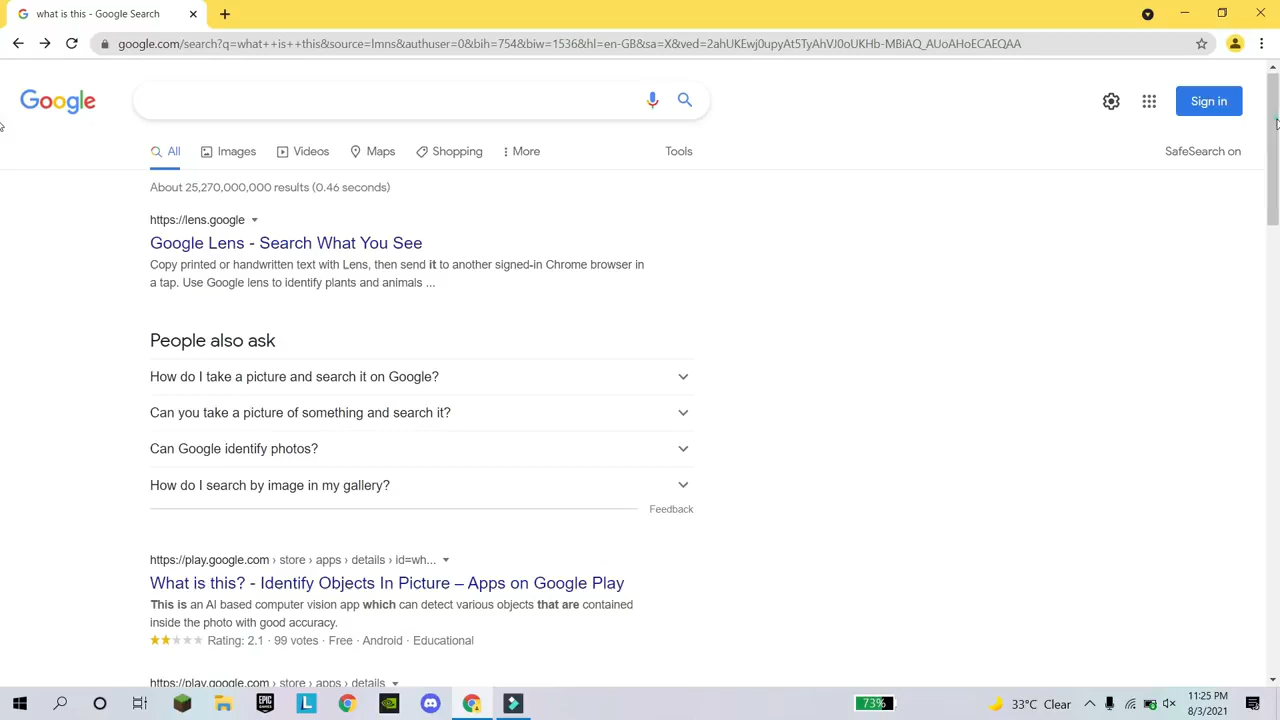 what is this - Google Search
google.com/search?q=what++is++this&source=lmns&authuser=0&bih=754&biw=1536&hl=en-GB&sa=X&ved=2ahUKEwj0upyAt5TyAhVJ0oUKHb-MBiAQ_AUoAHoECAEQAA
Google
Sign in
All Images Videos Maps Shopping More Tools SafeSearch on
About 25,270,000,000 results (0.46 seconds)
https://lens.google
Google Lens - Search What You See
Copy printed or handwritten text with Lens, then send it to another signed-in Chrome browser in
a tap. Use Google lens to identify plants and animals ...
People also ask
How do I take a picture and search it on Google?
Can you take a picture of something and search it?
Can Google identify photos?
How do I search by image in my gallery?
Feedback
https://play.google.com › store › apps › details › id=wh...
What is this? - Identify Objects In Picture – Apps on Google Play
This is an AI based computer vision app which can detect various objects that are contained
inside the photo with good accuracy.
Rating: 2.1 · 99 votes · Free · Android · Educational
https://play.google.com › store › apps › details
EPIC
GAMES
L
73%
33°C Clear
11:25 PM
8/3/2021